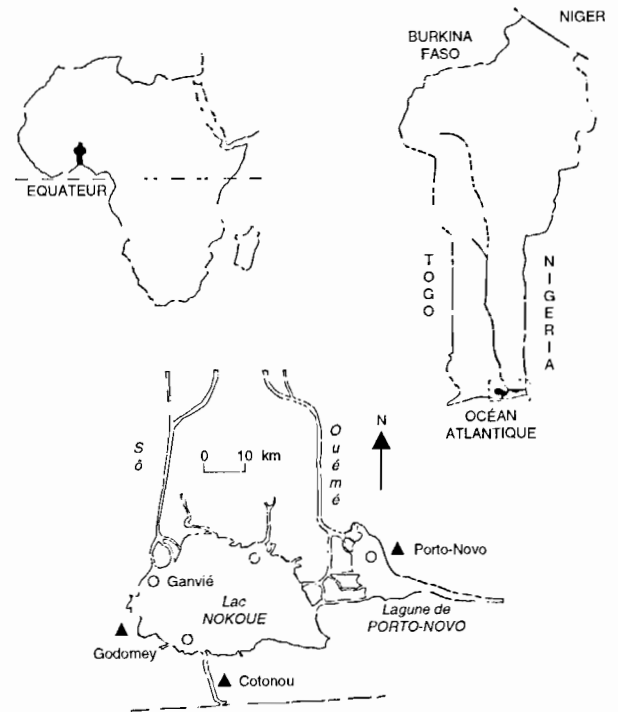 NIGER
BURKINA
FASO
EQUATEUR
TOGO
NIGERIA
OCÉAN
ATLANTIQUE
Sô
0 10 km
Ouémé
N
Porto-Novo
Ganvié
Lac
NOKOUE
Lagune de
PORTO-NOVO
Godomey
Cotonou